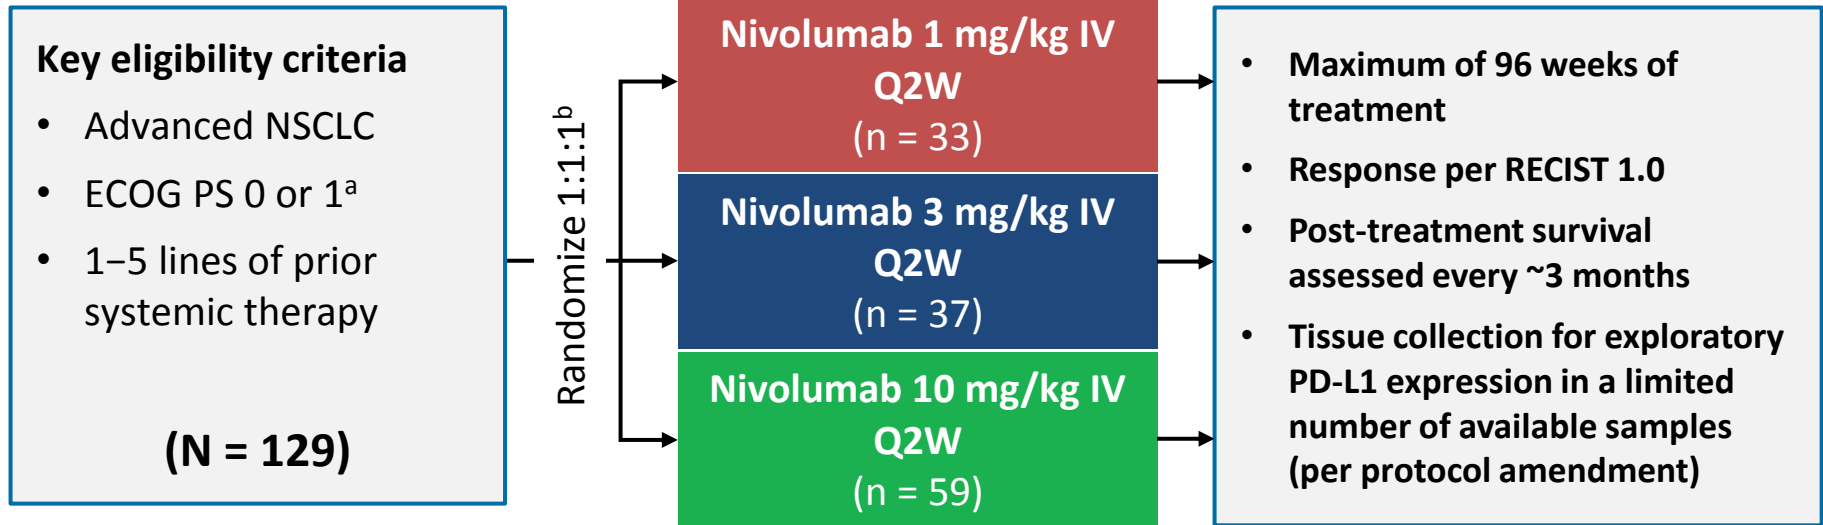 Key eligibility criteria
• Advanced NSCLC
• ECOG PS 0 or 1ᵃ
• 1–5 lines of prior
systemic therapy
(N = 129)
Randomize 1:1:1ᵇ
Nivolumab 1 mg/kg IV
Q2W
(n = 33)
Nivolumab 3 mg/kg IV
Q2W
(n = 37)
Nivolumab 10 mg/kg IV
Q2W
(n = 59)
• Maximum of 96 weeks of
treatment
• Response per RECIST 1.0
• Post-treatment survival
assessed every ~3 months
• Tissue collection for exploratory
PD-L1 expression in a limited
number of available samples
(per protocol amendment)